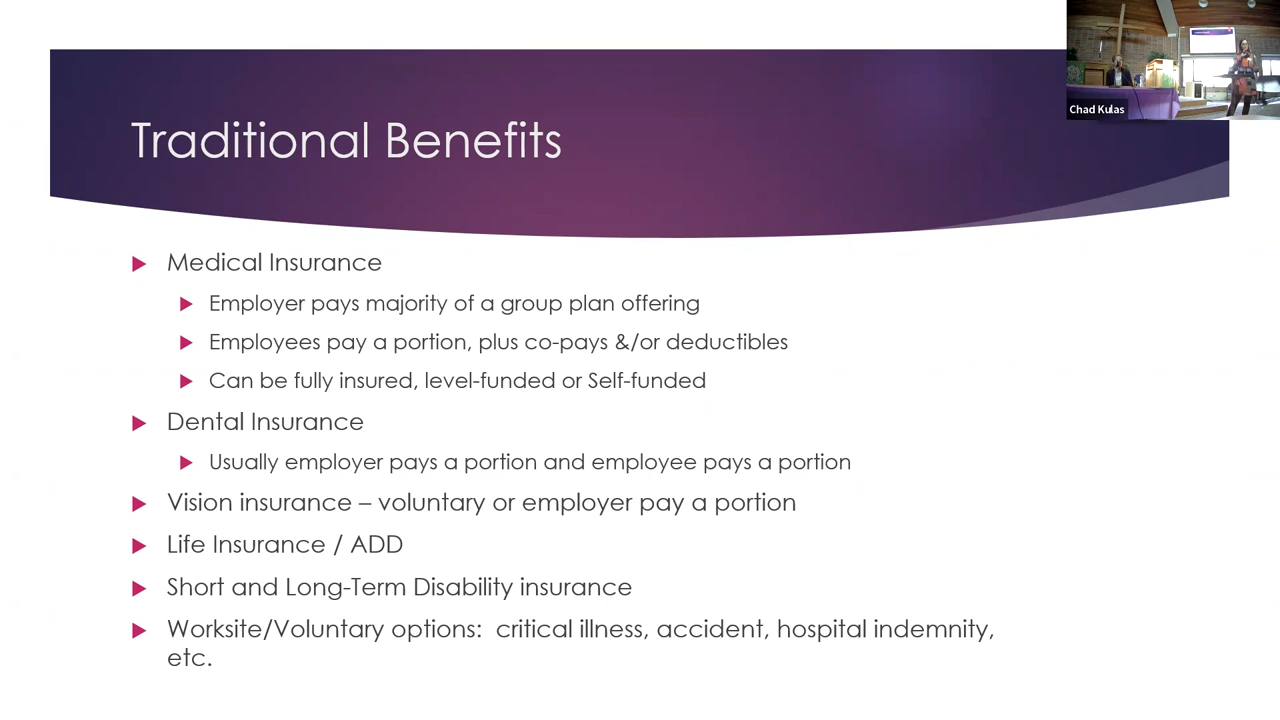 Chad Kulas
Traditional Benefits
Medical Insurance
Employer pays majority of a group plan offering
Employees pay a portion, plus co-pays &/or deductibles
Can be fully insured, level-funded or Self-funded
Dental Insurance
Usually employer pays a portion and employee pays a portion
Vision insurance – voluntary or employer pay a portion
Life Insurance / ADD
Short and Long-Term Disability insurance
Worksite/Voluntary options:  critical illness, accident, hospital indemnity,
etc.